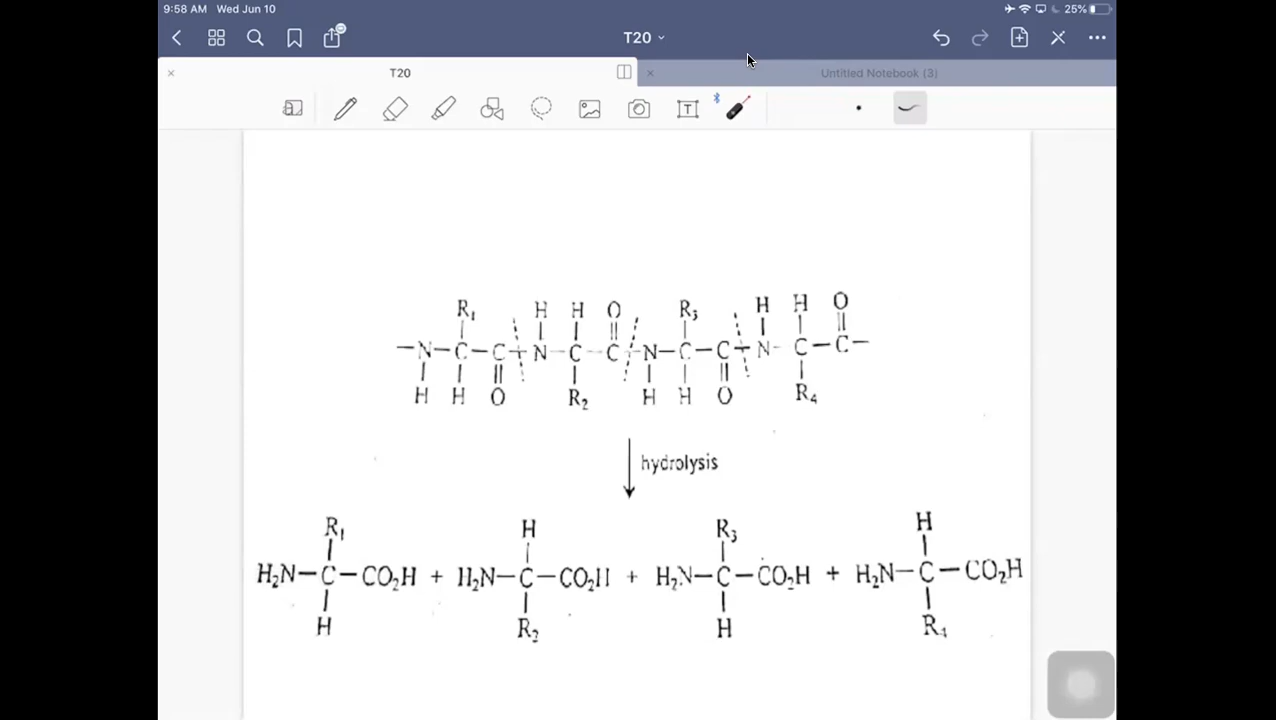 9:58 AM Wed Jun 10 25%
T20
T20 Untitled Notebook (3)
T
R₁ H H O R₃ H H O
—N—C—C—N—C—C—N—C—C—N—C—C—
H H O R₂ H H O R₄
hydrolysis
R₁ H R₃ H
H₂N—C—CO₂H + H₂N—C—CO₂H + H₂N—C—CO₂H + H₂N—C—CO₂H
H R₂ H R₄